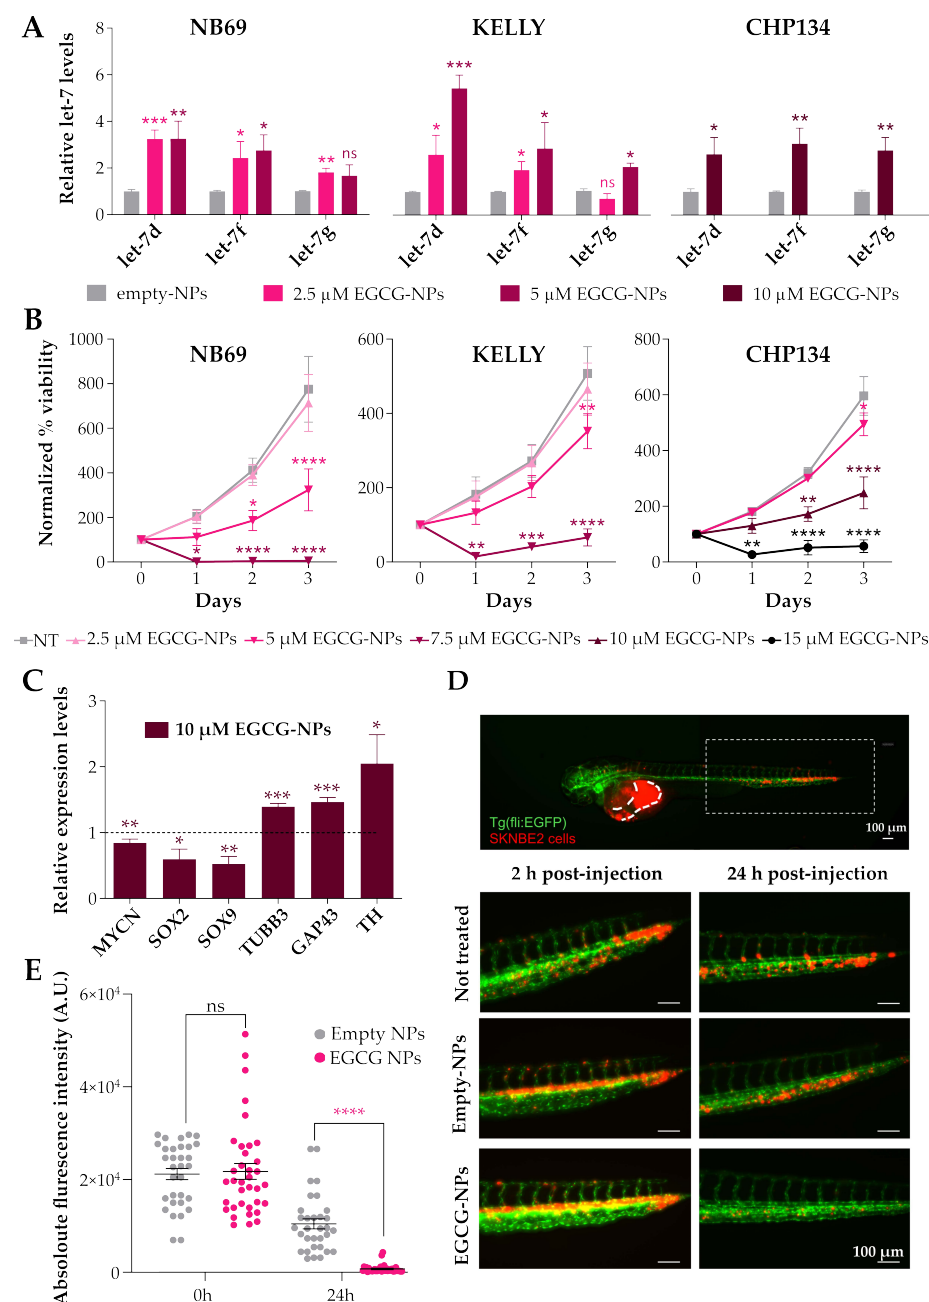 A
NB69
KELLY
CHP134
Relative let-7 levels
8
6
4
2
0
*** ** * * ** ns
* *** * * ns *
* ** **
let-7d let-7f let-7g
let-7d let-7f let-7g
let-7d let-7f let-7g
empty-NPs 2.5 µM EGCG-NPs 5 µM EGCG-NPs 10 µM EGCG-NPs
B
NB69
KELLY
CHP134
Normalized % viability
1000
800
600
400
200
0
**** * * **** ****
0 1 2 3
Days
600
400
200
0
** ** *** ****
0 1 2 3
Days
800
600
400
200
0
* **** ** ** **** ****
0 1 2 3
Days
NT 2.5 µM EGCG-NPs 5 µM EGCG-NPs 7.5 µM EGCG-NPs 10 µM EGCG-NPs 15 µM EGCG-NPs
C
Relative expression levels
3
2
1
0
10 µM EGCG-NPs
** * ** *** *** *
MYCN SOX2 SOX9 TUBB3 GAP43 TH
D
Tg(fli:EGFP)
SKNBE2 cells
100 µm
2 h post-injection 24 h post-injection
Not treated
Empty-NPs
EGCG-NPs
100 µm
E
Absoloute flurescence intensity (A.U.)
6×10⁴
4×10⁴
2×10⁴
0
ns
Empty NPs
EGCG NPs
****
0h 24h